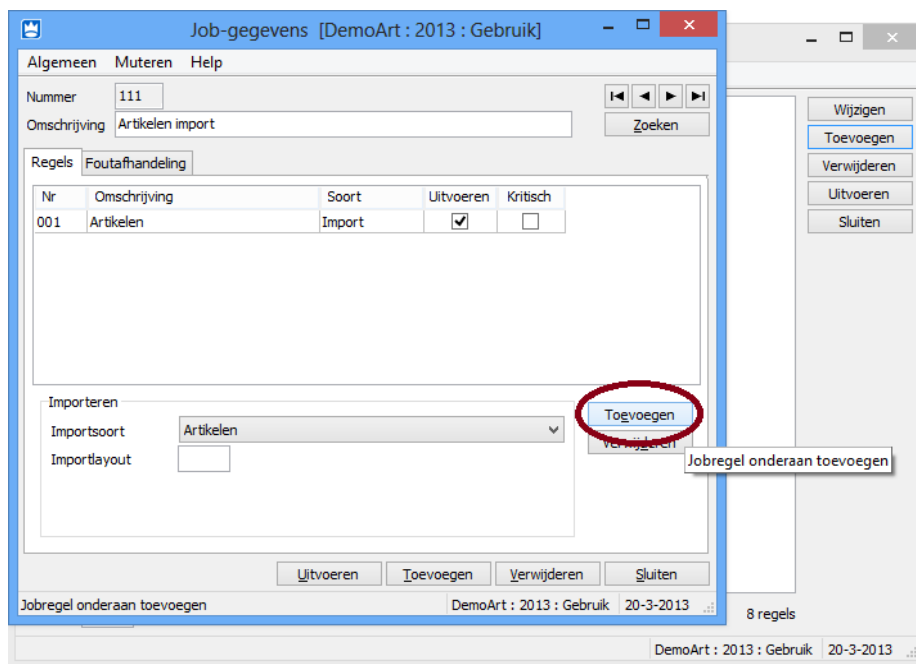 Job-gegevens [DemoArt : 2013 : Gebruik]
Algemeen Muteren Help
Nummer 111
Omschrijving Artikelen import
Zoeken
Regels Foutafhandeling
Nr Omschrijving Soort Uitvoeren Kritisch
001 Artikelen Import
Importeren
Importsoort Artikelen
Importlayout
Toevoegen
Verwijderen
Jobregel onderaan toevoegen
Uitvoeren Toevoegen Verwijderen Sluiten
Jobregel onderaan toevoegen DemoArt : 2013 : Gebruik 20-3-2013
Wijzigen
Toevoegen
Verwijderen
Uitvoeren
Sluiten
8 regels
DemoArt : 2013 : Gebruik 20-3-2013